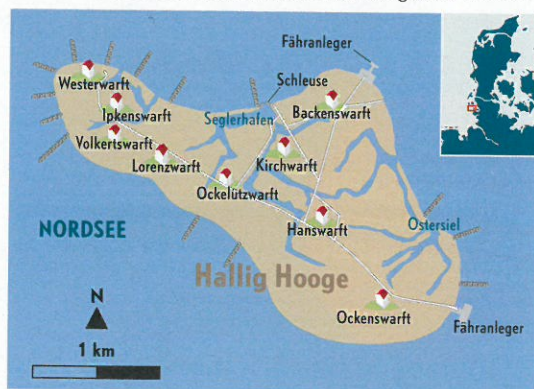 Fähranleger
Schleuse
Westerwarft
Backenswarft
Ipkenswarft
Seglerhafen
Volkertswarft
Kirchwarft
Lorenzwarft
Ockelützwarft
Hanswarft
Ostersiel
NORDSEE
Hallig Hooge
N
Ockenswarft
Fähranleger
1 km